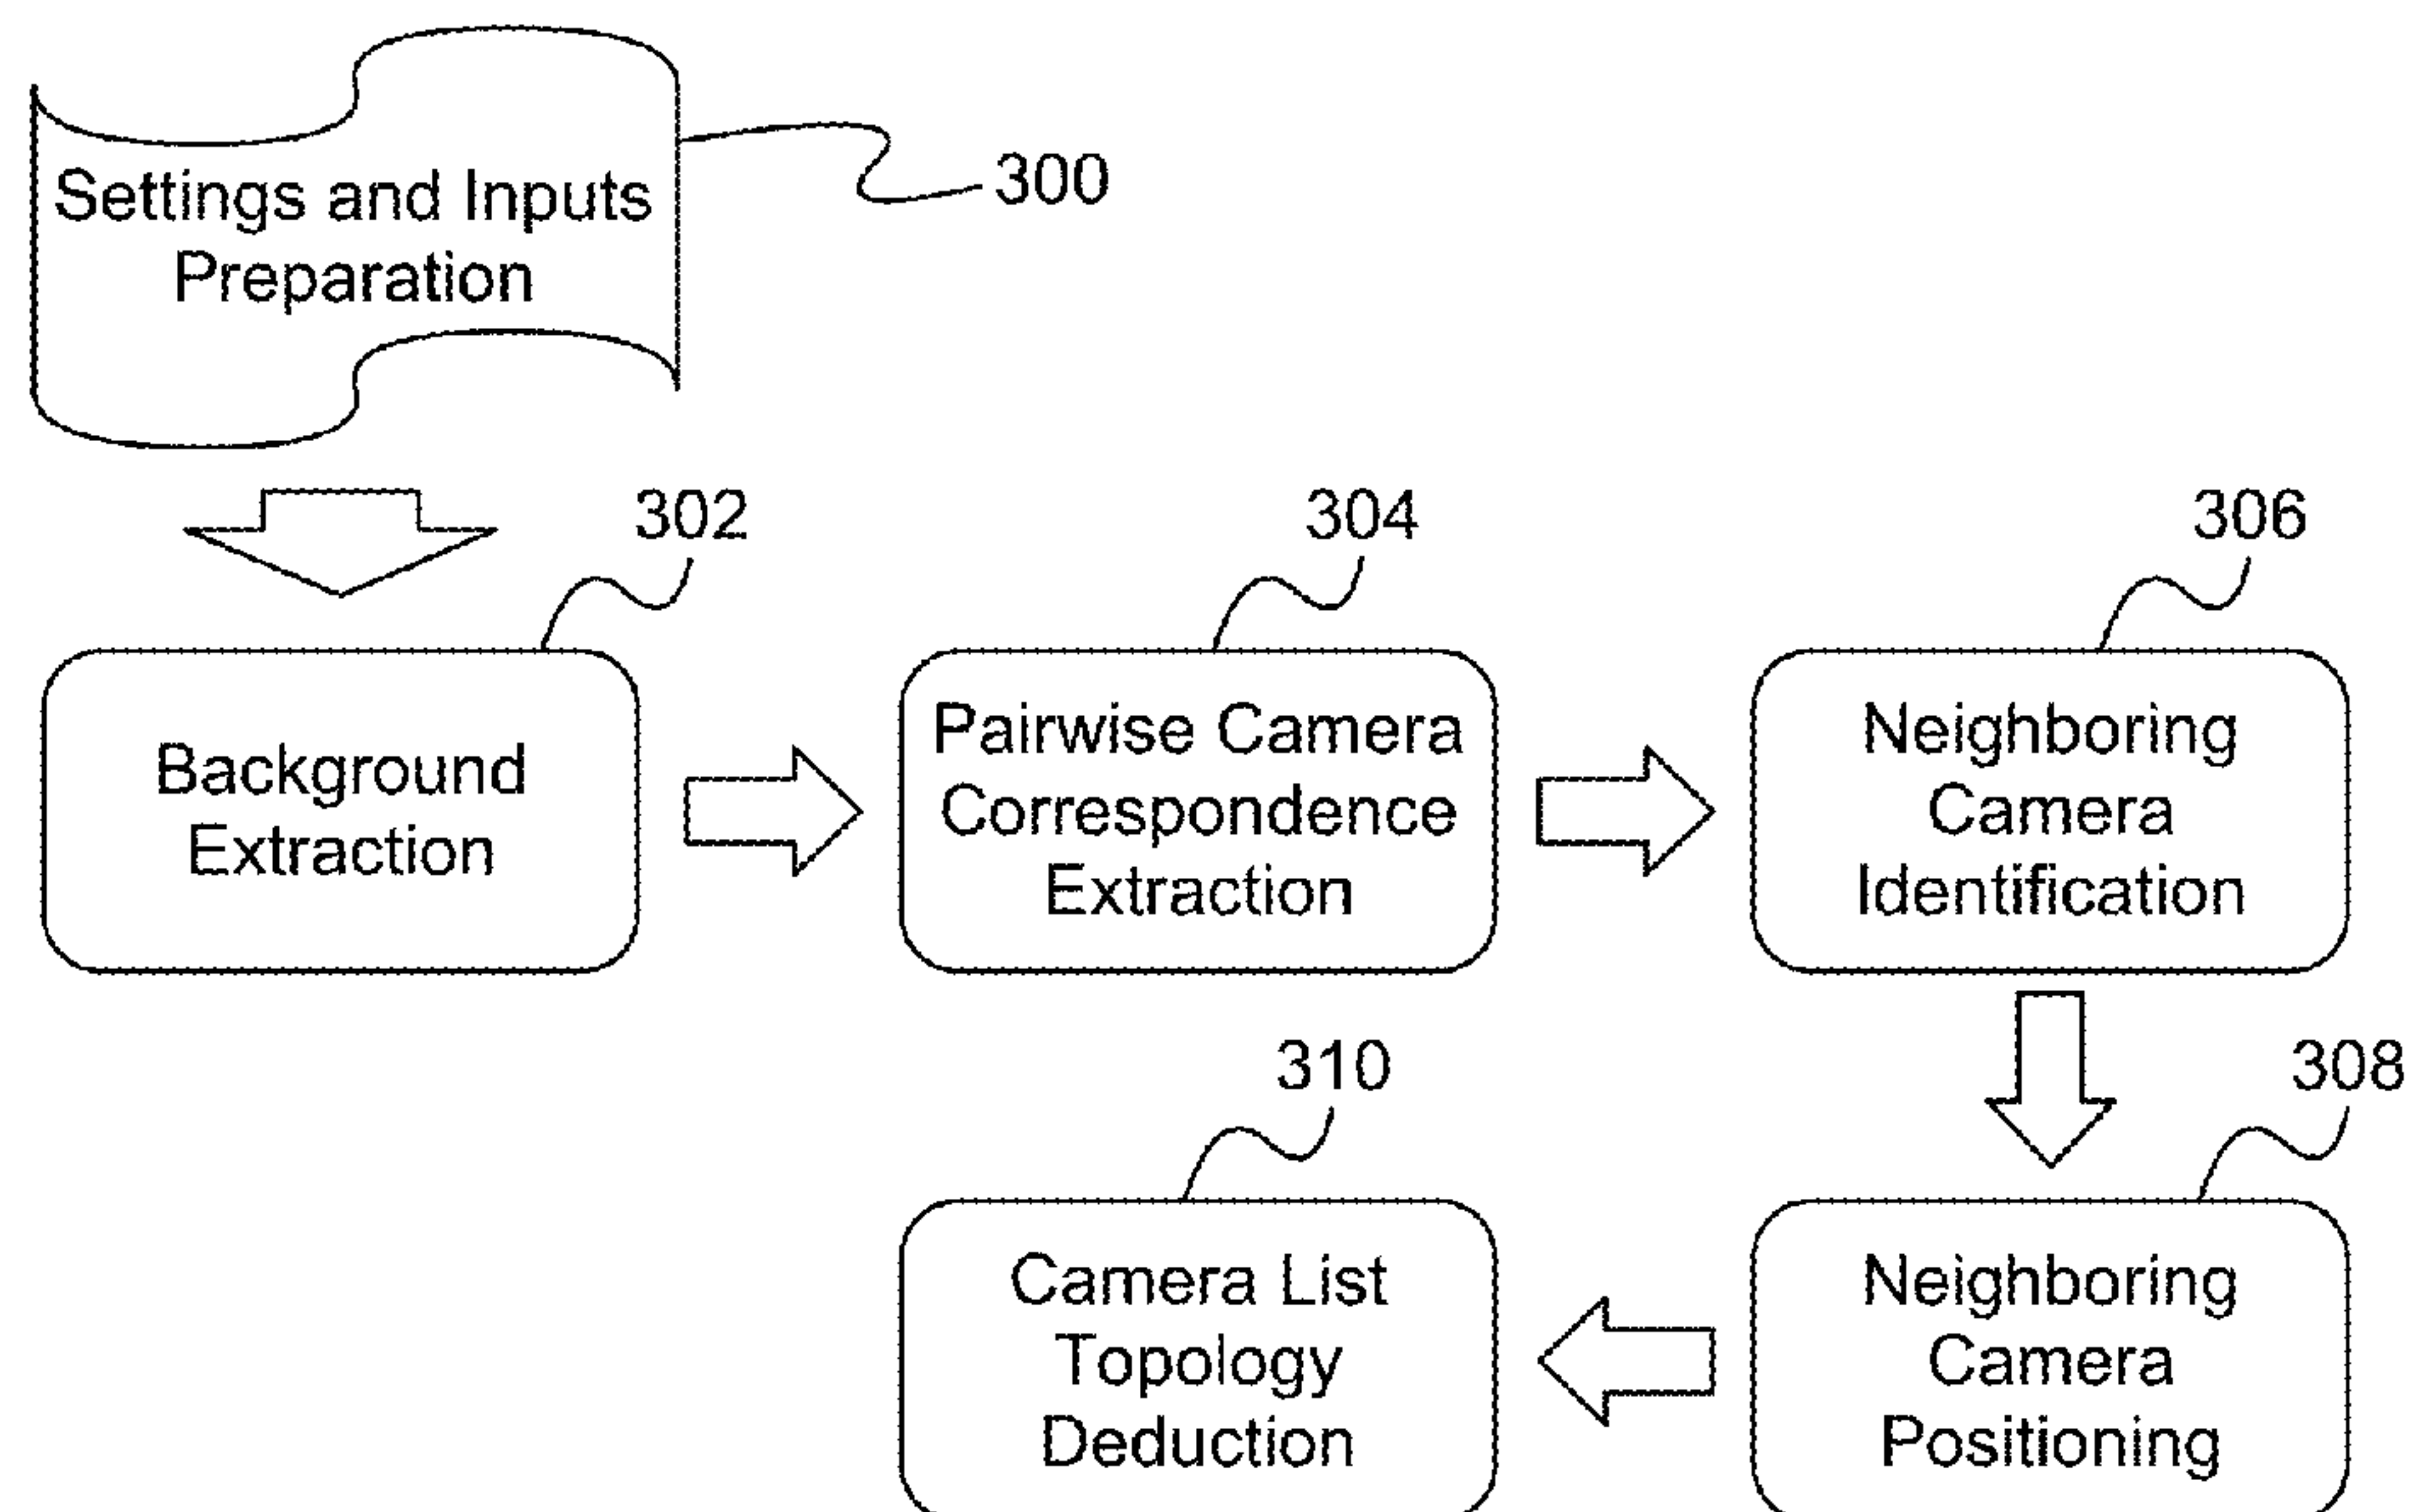 Settings and Inputs
Preparation
300
302
304
306
Background
Extraction
Pairwise Camera
Correspondence
Extraction
Neighboring
Camera
Identification
310
308
Camera List
Topology
Deduction
Neighboring
Camera
Positioning